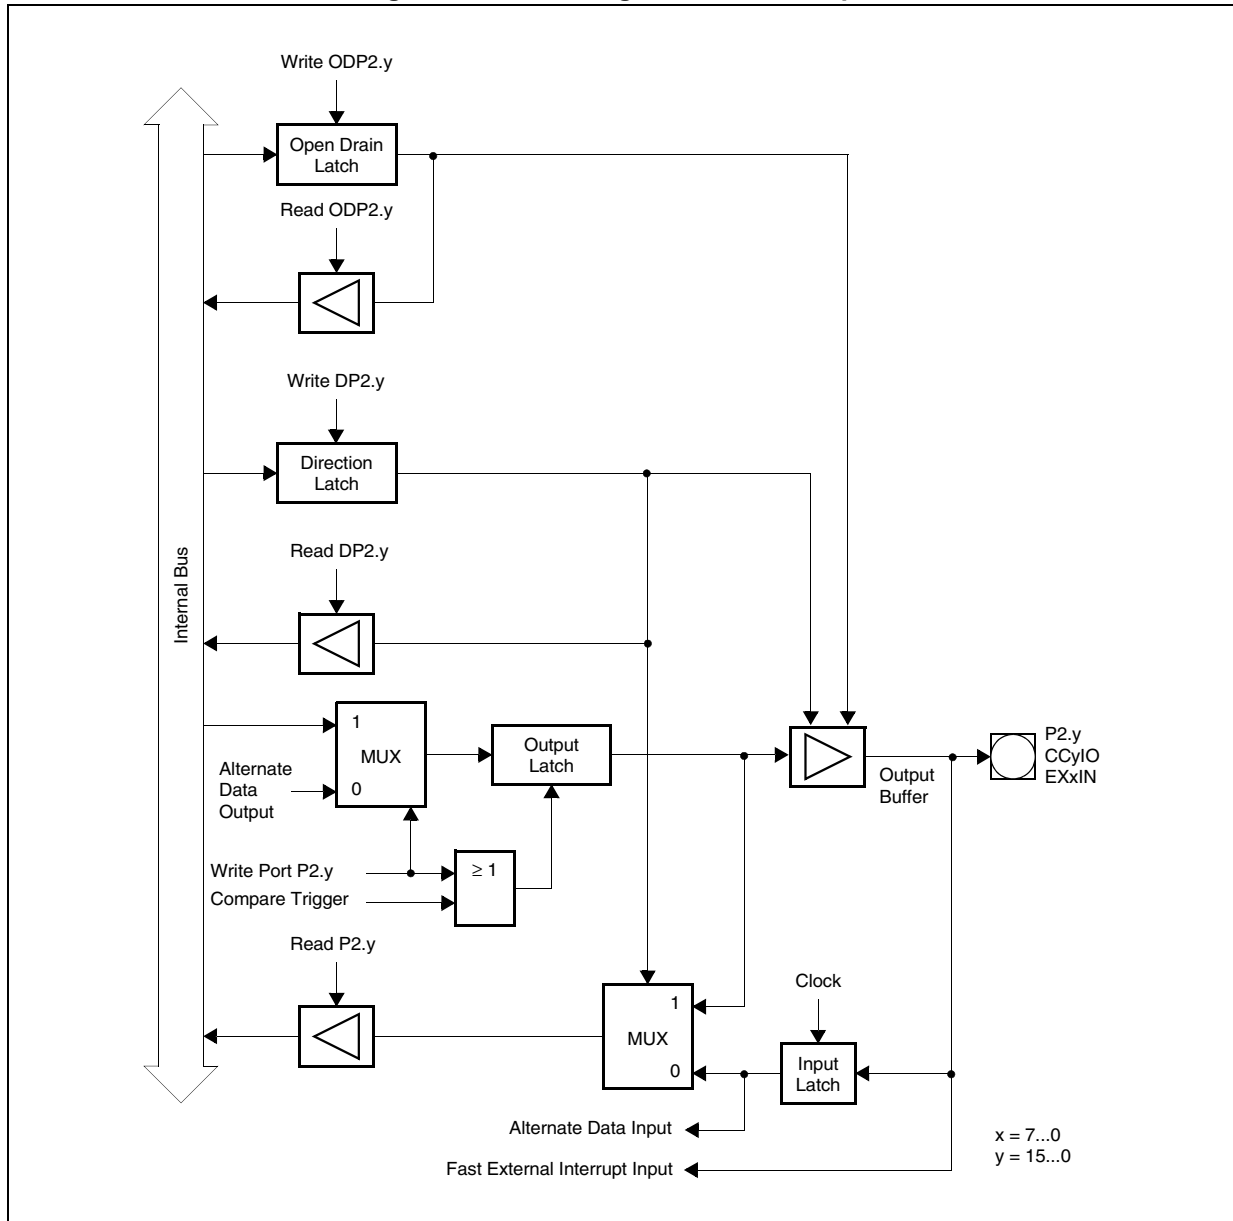 Write ODP2.y
Open Drain
Latch
Read ODP2.y
Write DP2.y
Direction
Latch
Read DP2.y
Internal Bus
1
MUX
0
Alternate
Data
Output
Output
Latch
Output
Buffer
P2.y
CCyIO
EXxIN
Write Port P2.y
Compare Trigger
≥ 1
Read P2.y
1
MUX
0
Clock
Input
Latch
Alternate Data Input
Fast External Interrupt Input
x = 7...0
y = 15...0